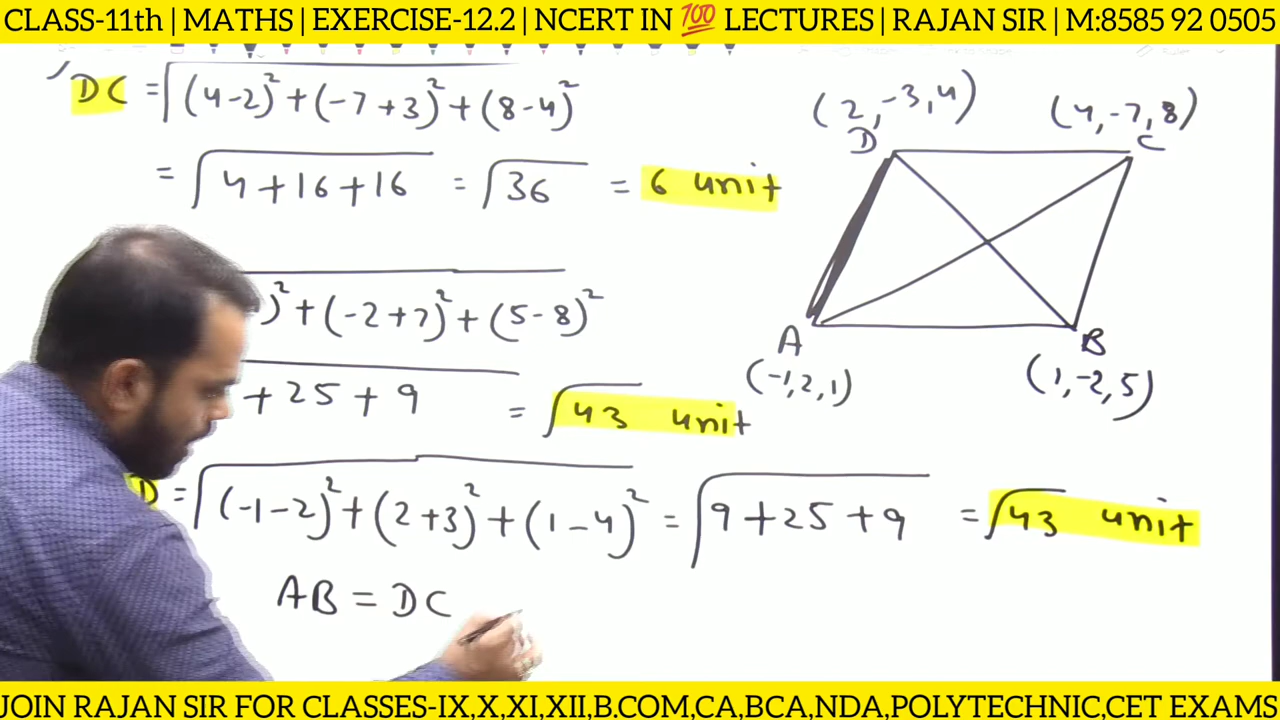 CLASS-11th | MATHS | EXERCISE-12.2 | NCERT IN 💯 LECTURES | RAJAN SIR | M:8585 92 0505
DC = √(4-2)² + (-7+3)² + (8-4)²
= √4+16+16 = √36 = 6 unit
)² + (-2+7)² + (5-8)²
+ 25 + 9 = √43 unit
D = √(-1-2)² + (2+3)² + (1-4)² = √9+25+9 = √43 unit
AB = DC
(2,-3,4) (4,-7,8)
D C
A B
(-1,2,1) (1,-2,5)
JOIN RAJAN SIR FOR CLASSES-IX,X,XI,XII,B.COM,CA,BCA,NDA,POLYTECHNIC,CET EXAMS